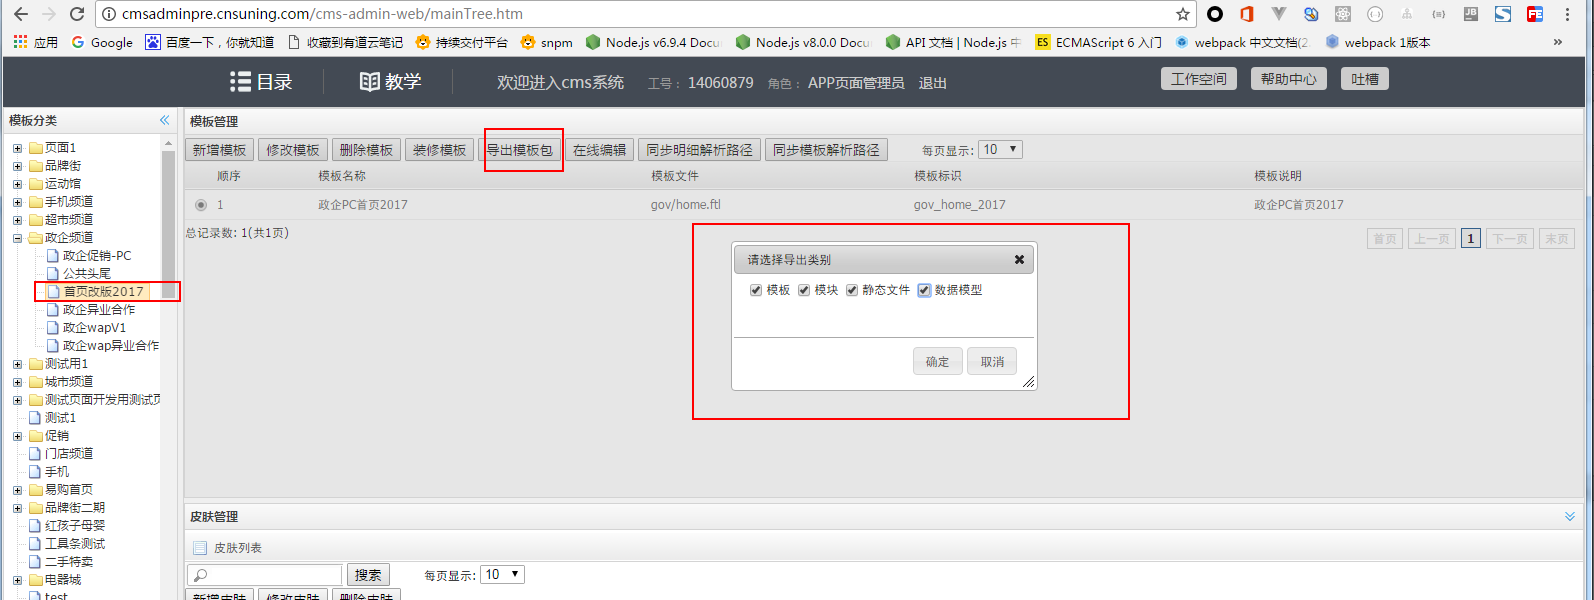 cmsadminpre.cnsuning.com/cms-admin-web/mainTree.htm
应用 Google 百度一下，你就知道 收藏到有道云笔记 持续交付平台 snpm Node.js v6.9.4 Docu Node.js v8.0.0 Docu API 文档 | Node.js 中 ES ECMAScript 6 入门 webpack 中文文档(2. webpack 1版本 »
目录 教学 欢迎进入cms系统 工号： 14060879 角色： APP页面管理员 退出 工作空间 帮助中心 吐槽
模板分类
页面1
品牌街
运动馆
手机频道
超市频道
政企频道
政企促销-PC
公共头尾
首页改版2017
政企异业合作
政企wapV1
政企wap异业合作
测试用1
城市频道
测试页面开发用测试页
测试1
促销
门店频道
手机
易购首页
品牌街二期
红孩子母婴
工具条测试
二手特卖
电器城
test
模板管理
新增模板 修改模板 删除模板 装修模板 导出模板包 在线编辑 同步明细解析路径 同步模板解析路径 每页显示: 10
顺序 模板名称 模板文件 模板标识 模板说明
1 政企PC首页2017 gov/home.ftl gov_home_2017 政企PC首页2017
总记录数: 1(共1页) 首页 上一页 1 下一页 末页
请选择导出类别
模板 模块 静态文件 数据模型
确定 取消
皮肤管理
皮肤列表
搜索 每页显示: 10
新增皮肤 修改皮肤 删除皮肤